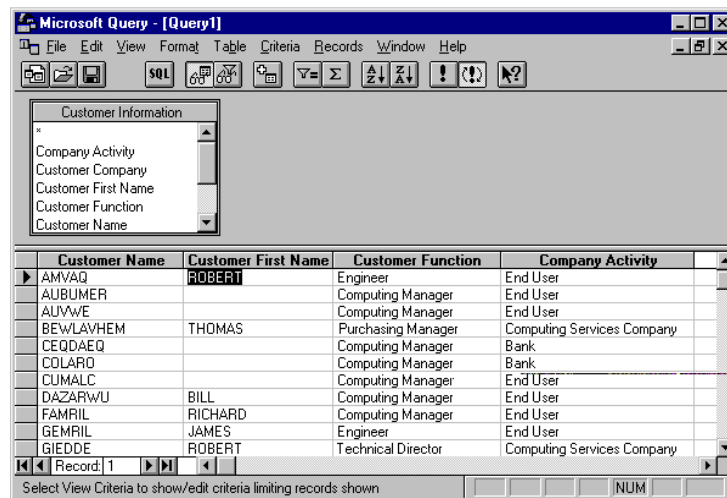 Microsoft Query - [Query1]
File Edit View Format Table Criteria Records Window Help
SQL
Customer Information
*
Company Activity
Customer Company
Customer First Name
Customer Function
Customer Name
Customer Name Customer First Name Customer Function Company Activity
AMVAQ ROBERT Engineer End User
AUBUMER Computing Manager End User
AUVWE Computing Manager End User
BEWLAVHEM THOMAS Purchasing Manager Computing Services Company
CEQDAEQ Computing Manager Bank
COLARO Computing Manager Bank
CUMALC Computing Manager End User
DAZARWU BILL Computing Manager End User
FAMRIL RICHARD Computing Manager End User
GEMRIL JAMES Engineer End User
GIEDDE ROBERT Technical Director Computing Services Company
Record: 1
Select View Criteria to show/edit criteria limiting records shown NUM